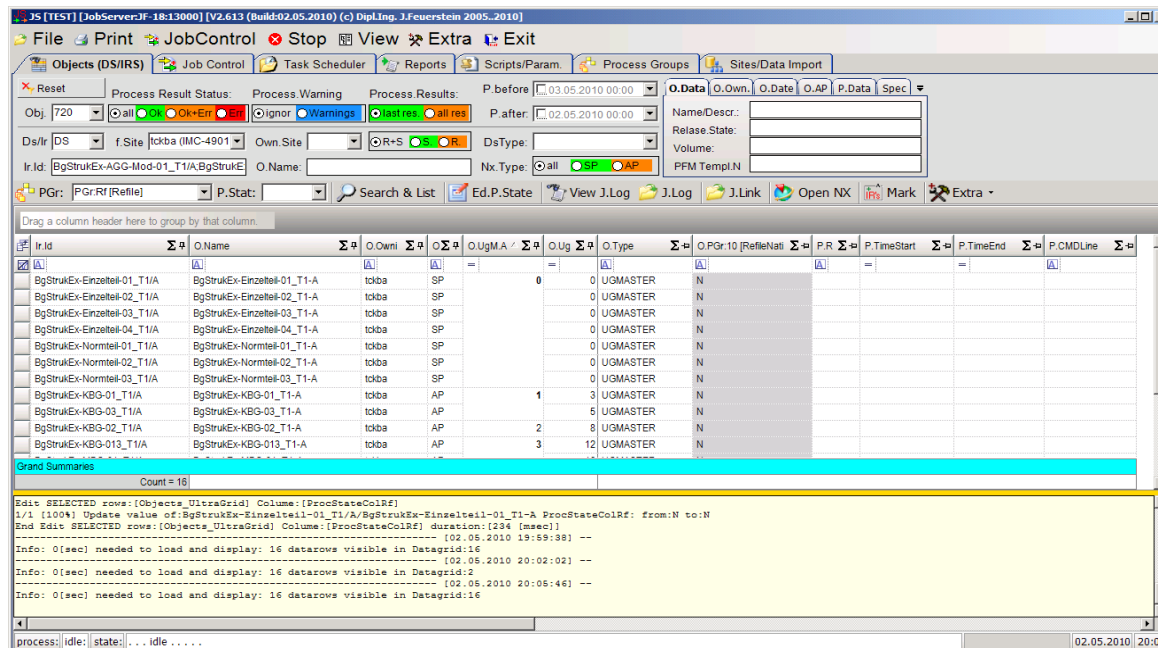 JS [TEST] [JobServer:JF-18:13000] [V2.613 (Build:02.05.2010) (c) Dipl.Ing. J.Feuerstein 2005..2010]
File Print JobControl Stop View Extra Exit
Objects (DS/IRS) Job Control Task Scheduler Reports Scripts/Param. Process Groups Sites/Data Import
Reset Process Result Status: Process.Warning Process.Results: P.before 03.05.2010 00:00 O.Data O.Own. O.Date O.AP P.Data Spec
Obj. 720 all Ok Ok+Err Err ignor Warnings last res. all res P.after: 02.05.2010 00:00 Name/Descr.:
Relase.State:
Ds/Ir DS f.Site tckba (IMC-4901 Own.Site R+S S. R. DsType: Volume:
Ir.Id: BgStrukEx-AGG-Mod-01_T1/A;BgStrukE O.Name: Nx.Type: all SP AP PFM Templ.N
PGr: PGr:Rf [Refile] P.Stat: Search & List Ed.P.State View J.Log J.Log J.Link Open NX Mark Extra
Drag a column header here to group by that column.
Ir.Id O.Name O.Owni O O.UgM.A O.Ug O.Type O.PGr:10 [RefileNati P.R P.TimeStart P.TimeEnd P.CMDLine
BgStrukEx-Einzelteil-01_T1/A BgStrukEx-Einzelteil-01_T1-A tckba SP 0 0 UGMASTER N
BgStrukEx-Einzelteil-02_T1/A BgStrukEx-Einzelteil-02_T1-A tckba SP 0 UGMASTER N
BgStrukEx-Einzelteil-03_T1/A BgStrukEx-Einzelteil-03_T1-A tckba SP 0 UGMASTER N
BgStrukEx-Einzelteil-04_T1/A BgStrukEx-Einzelteil-04_T1-A tckba SP 0 UGMASTER N
BgStrukEx-Normteil-01_T1/A BgStrukEx-Normteil-01_T1-A tckba SP 0 UGMASTER N
BgStrukEx-Normteil-02_T1/A BgStrukEx-Normteil-02_T1-A tckba SP 0 UGMASTER N
BgStrukEx-Normteil-03_T1/A BgStrukEx-Normteil-03_T1-A tckba SP 0 UGMASTER N
BgStrukEx-KBG-01_T1/A BgStrukEx-KBG-01_T1-A tckba AP 1 3 UGMASTER N
BgStrukEx-KBG-03_T1/A BgStrukEx-KBG-03_T1-A tckba AP 5 UGMASTER N
BgStrukEx-KBG-02_T1/A BgStrukEx-KBG-02_T1-A tckba AP 2 8 UGMASTER N
BgStrukEx-KBG-013_T1/A BgStrukEx-KBG-013_T1-A tckba AP 3 12 UGMASTER N
Grand Summaries
Count = 16
Edit SELECTED rows:[Objects_UltraGrid] Colume:[ProcStateColRf]
1/1 [100%] Update value of:BgStrukEx-Einzelteil-01_T1/A/BgStrukEx-Einzelteil-01_T1-A ProcStateColRf: from:N to:N
End Edit SELECTED rows:[Objects_UltraGrid] Colume:[ProcStateColRf] duration:[234 [msec]]
[02.05.2010 19:59:38] --
Info: 0[sec] needed to load and display: 16 datarows visible in Datagrid:16
[02.05.2010 20:02:02] --
Info: 0[sec] needed to load and display: 16 datarows visible in Datagrid:2
[02.05.2010 20:05:46] --
Info: 0[sec] needed to load and display: 16 datarows visible in Datagrid:16
process: idle: state: . . . idle . . . . . 02.05.2010 20:0